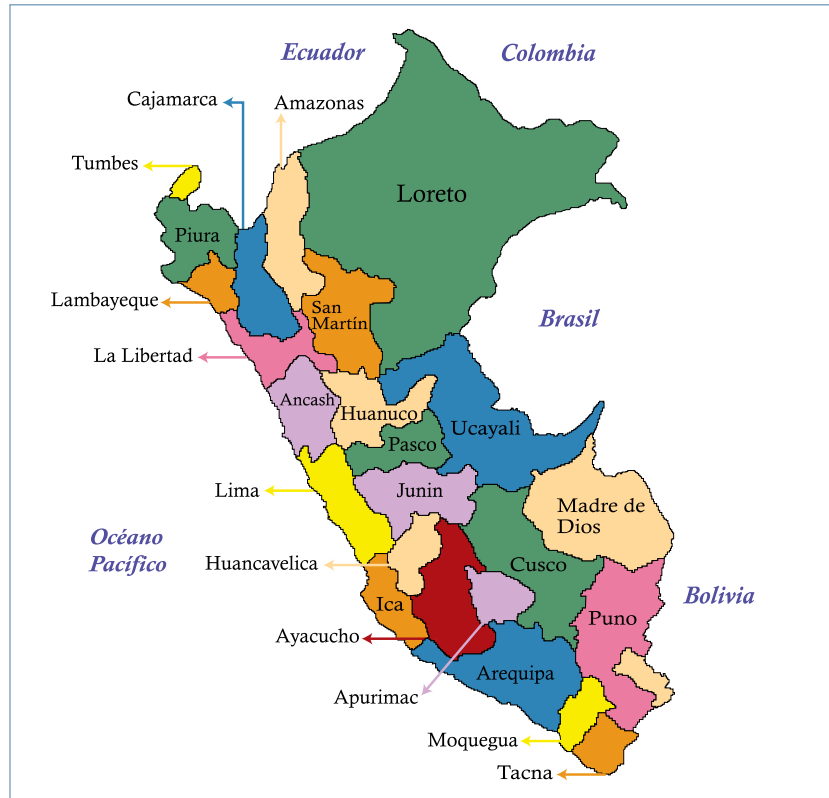 Ecuador
Colombia
Cajamarca
Amazonas
Tumbes
Loreto
Piura
Lambayeque
San
Martín
Brasil
La Libertad
Ancash
Huanuco
Ucayali
Pasco
Lima
Junin
Madre de
Dios
Océano
Pacífico
Huancavelica
Cusco
Ica
Bolivia
Puno
Ayacucho
Arequipa
Apurimac
Moquegua
Tacna